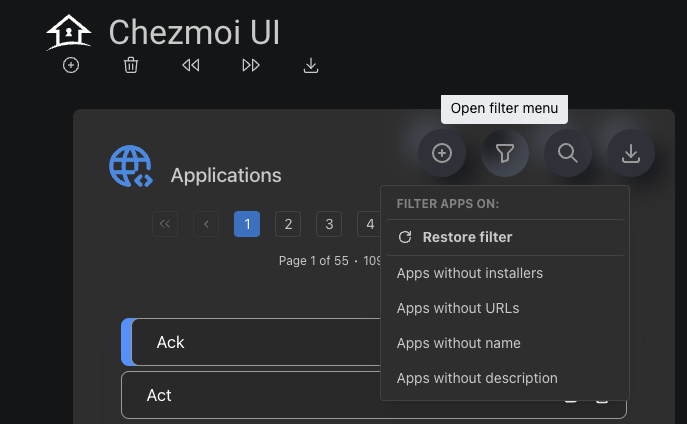 Chezmoi UI
Open filter menu
Applications
FILTER APPS ON:
1 2 3 4
Restore filter
Page 1 of 55 • 109
Apps without installers
Apps without URLs
Ack
Apps without name
Apps without description
Act